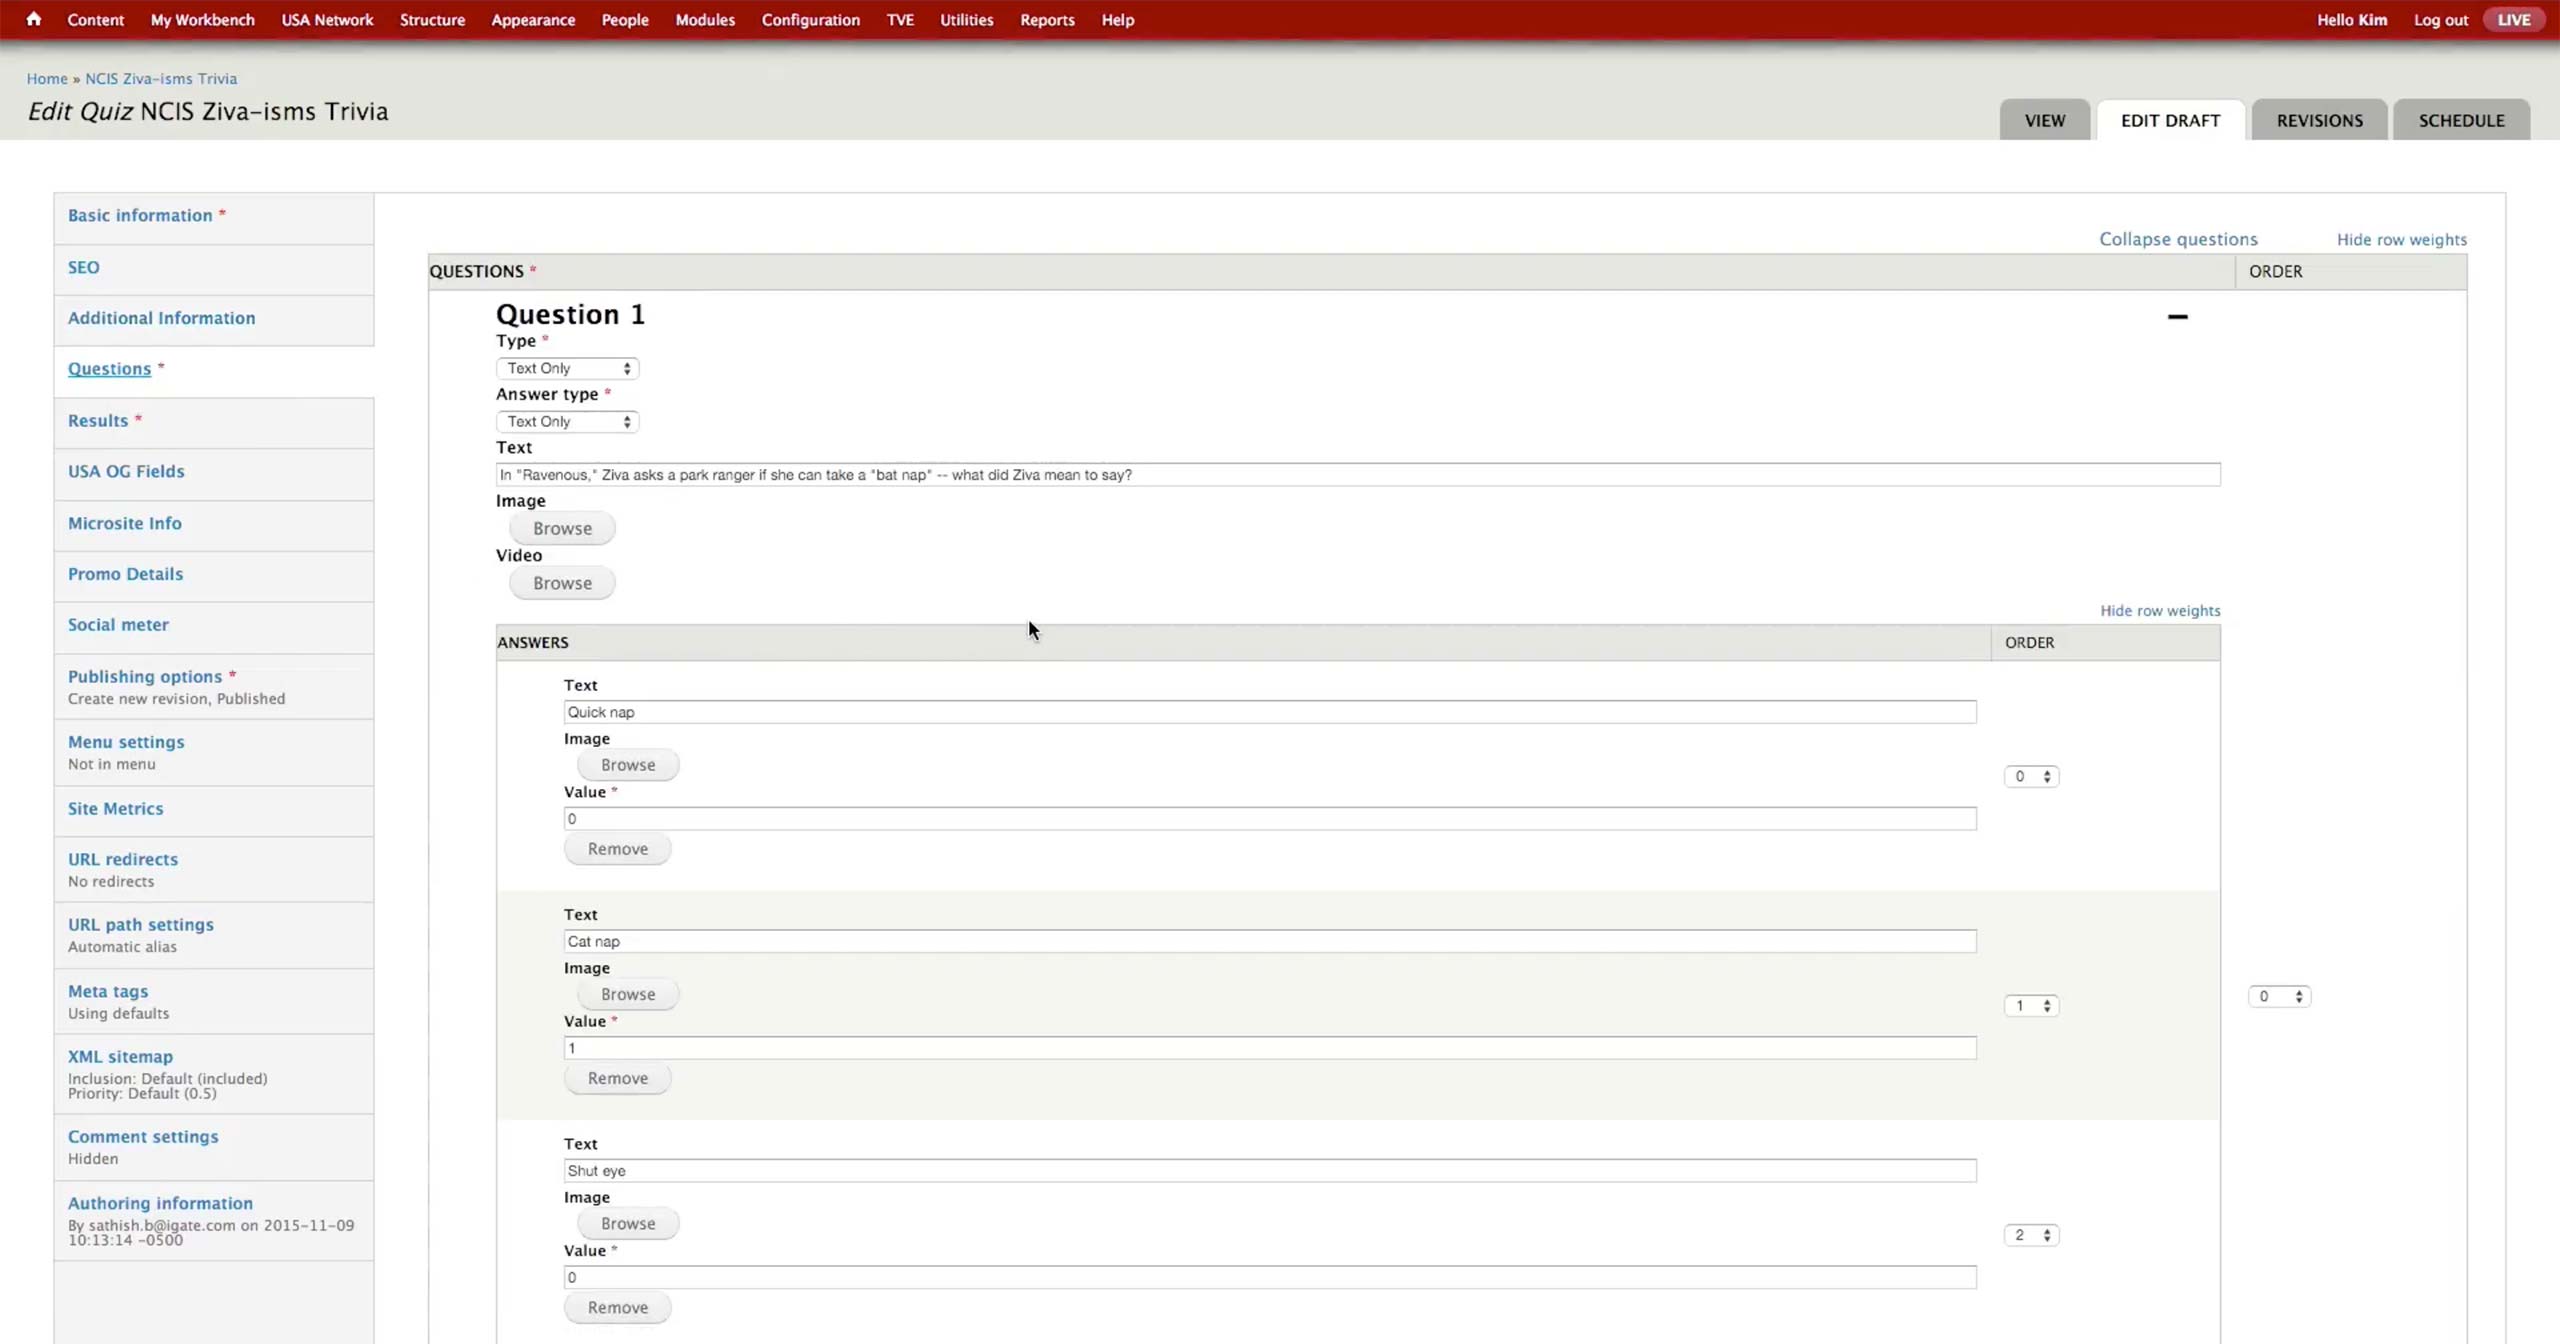 Content My Workbench USA Network Structure Appearance People Modules Configuration TVE Utilities Reports Help Hello Kim Log out LIVE
Home » NCIS Ziva-isms Trivia
Edit Quiz NCIS Ziva-isms Trivia
VIEW EDIT DRAFT REVISIONS SCHEDULE
Basic information *
SEO
Additional Information
Questions *
Results *
USA OG Fields
Microsite Info
Promo Details
Social meter
Publishing options *
Create new revision, Published
Menu settings
Not in menu
Site Metrics
URL redirects
No redirects
URL path settings
Automatic alias
Meta tags
Using defaults
XML sitemap
Inclusion: Default (included)
Priority: Default (0.5)
Comment settings
Hidden
Authoring information
By sathish.b@igate.com on 2015-11-09
10:13:14 -0500
Collapse questions Hide row weights
QUESTIONS * ORDER
Question 1
Type *
Text Only
Answer type *
Text Only
Text
In "Ravenous," Ziva asks a park ranger if she can take a "bat nap" -- what did Ziva mean to say?
Image
Browse
Video
Browse
Hide row weights
ANSWERS ORDER
Text
Quick nap
Image
Browse
0
Value *
0
Remove
Text
Cat nap
Image
Browse
1
0
Value *
1
Remove
Text
Shut eye
Image
Browse
2
Value *
0
Remove